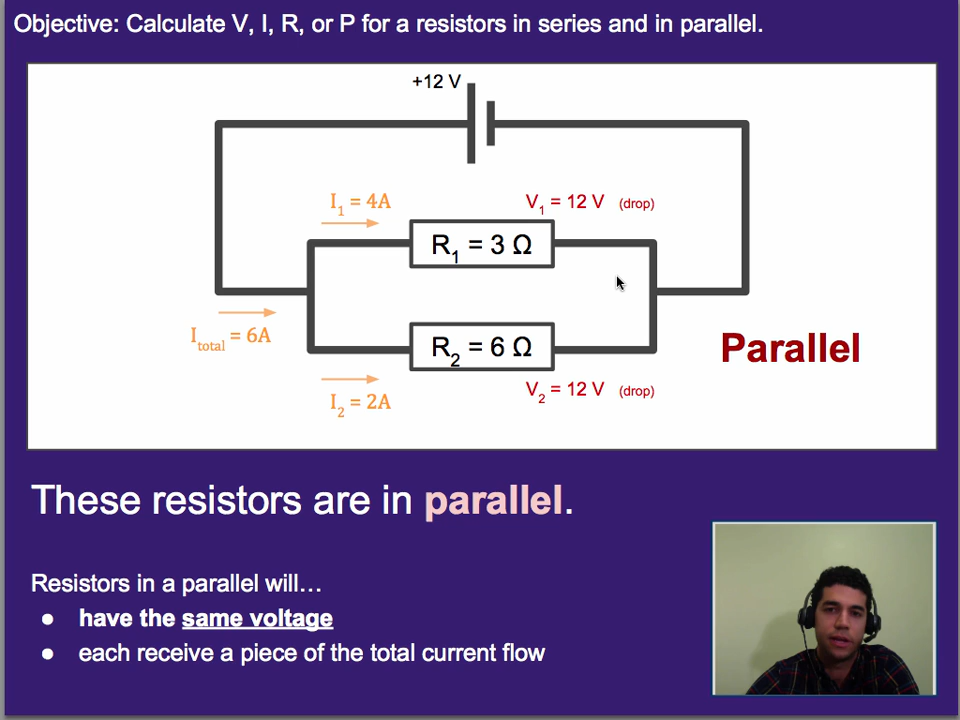 Objective: Calculate V, I, R, or P for a resistors in series and in parallel.
+12 V
I1 = 4A
V1 = 12 V (drop)
R1 = 3 Ω
Itotal = 6A
R2 = 6 Ω
Parallel
I2 = 2A
V2 = 12 V (drop)
These resistors are in parallel.
Resistors in a parallel will…
● have the same voltage
● each receive a piece of the total current flow